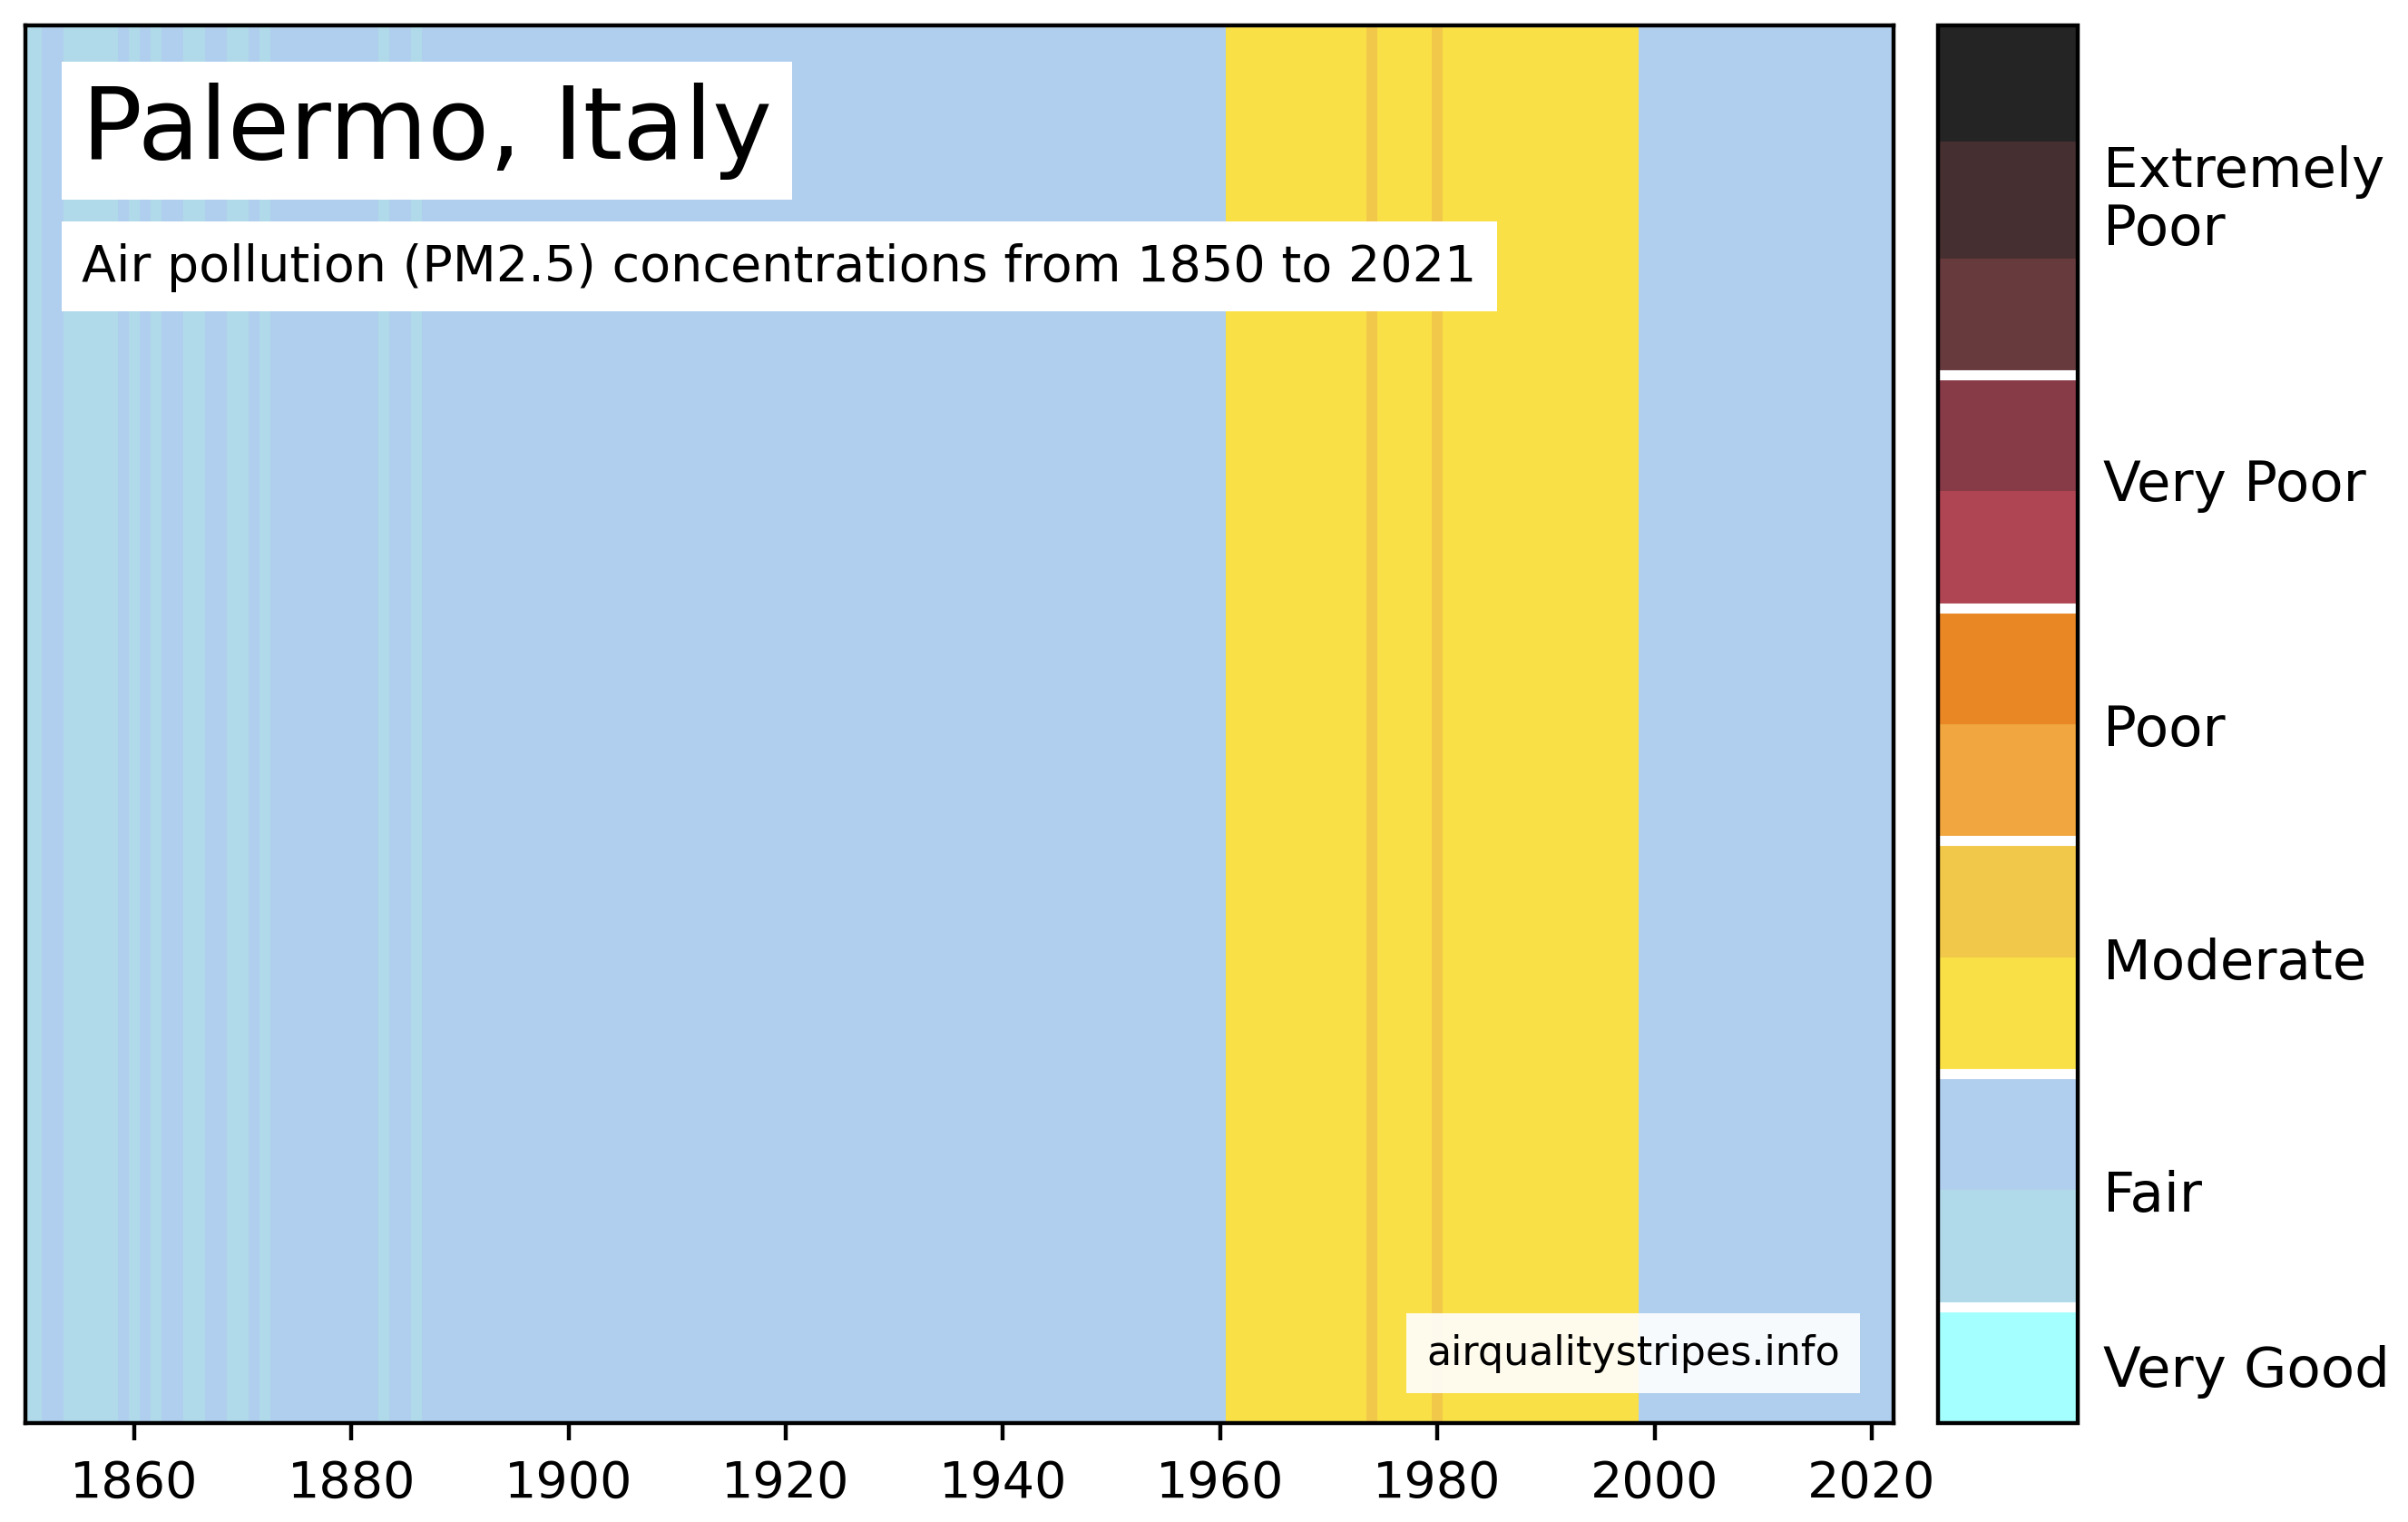 Palermo, Italy
Air pollution (PM2.5) concentrations from 1850 to 2021
airqualitystripes.info
1860 1880 1900 1920 1940 1960 1980 2000 2020
Extremely
Poor
Very Poor
Poor
Moderate
Fair
Very Good